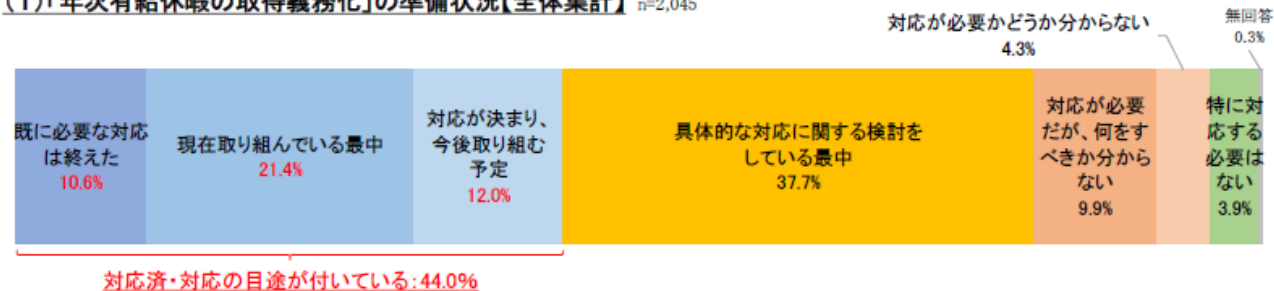 (1)「年次有給休暇の取得義務化」の準備状況【全体集計】 n=2,045
対応が必要かどうか分からない
4.3%
無回答
0.3%
既に必要な対応
は終えた
10.6%
現在取り組んでいる最中
21.4%
対応が決まり、
今後取り組む
予定
12.0%
具体的な対応に関する検討を
している最中
37.7%
対応が必要
だが、何をす
べきか分から
ない
9.9%
特に対
応する
必要は
ない
3.9%
対応済・対応の目途が付いている:44.0%